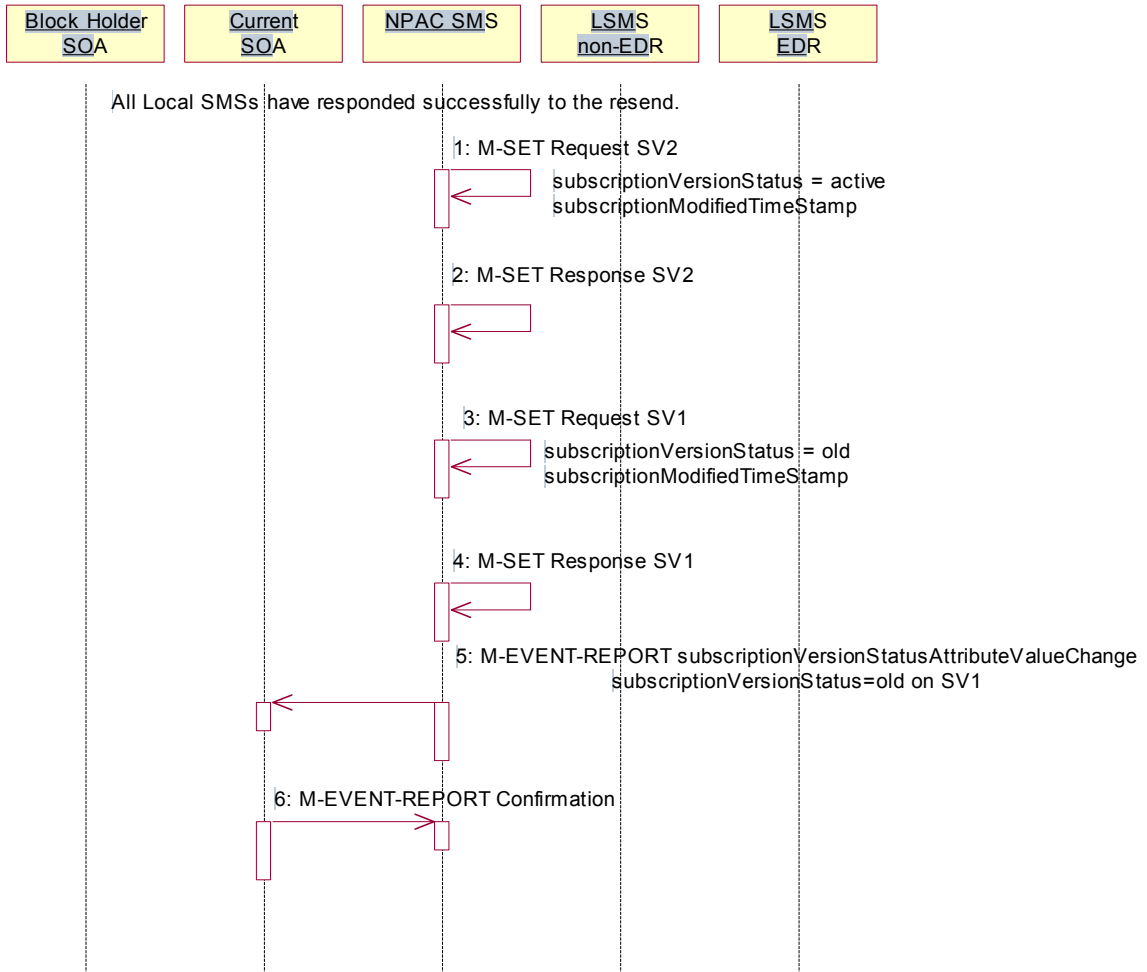 Block Holder
SOA
Current
SOA
NPAC SMS
LSMS
non-EDR
LSMS
EDR
All Local SMSs have responded successfully to the resend.
1: M-SET Request SV2
subscriptionVersionStatus = active
subscriptionModifiedTimeStamp
2: M-SET Response SV2
3: M-SET Request SV1
subscriptionVersionStatus = old
subscriptionModifiedTimeStamp
4: M-SET Response SV1
5: M-EVENT-REPORT subscriptionVersionStatusAttributeValueChange
subscriptionVersionStatus=old on SV1
6: M-EVENT-REPORT Confirmation